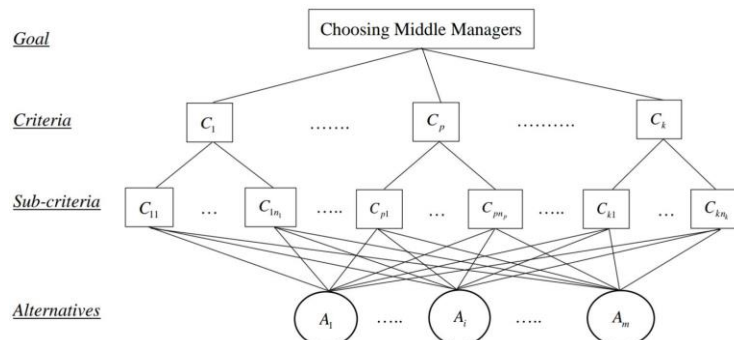 Goal Choosing Middle Managers
Criteria C₁ ……. Cₚ ………. Cₖ
Sub-criteria C₁₁ … C₁ₙ₁ ….. Cₚ₁ … Cₚₙₚ ….. Cₖ₁ … Cₖₙₖ
Alternatives A₁ ….. Aᵢ ….. Aₘ